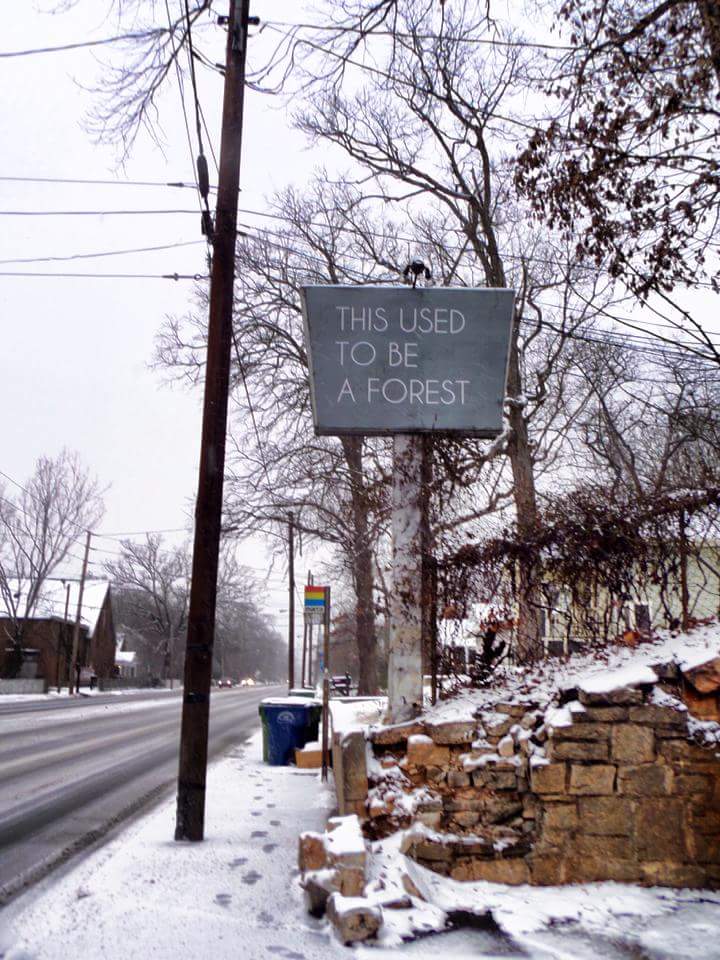 THIS USED
TO BE
A FOREST